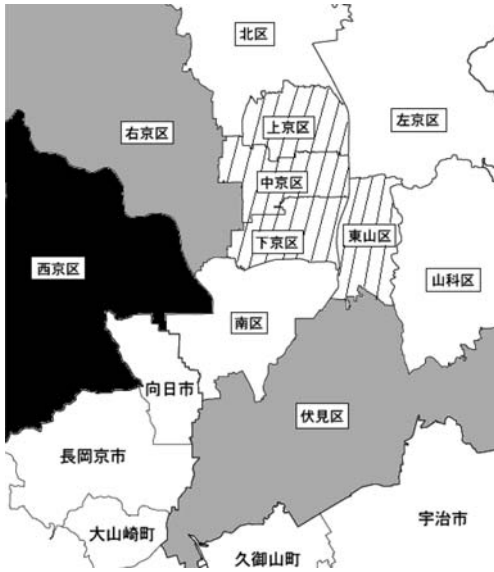 北区
左京区
右京区
上京区
中京区
下京区
東山区
西京区
山科区
南区
向日市
伏見区
長岡京市
大山崎町
久御山町
宇治市